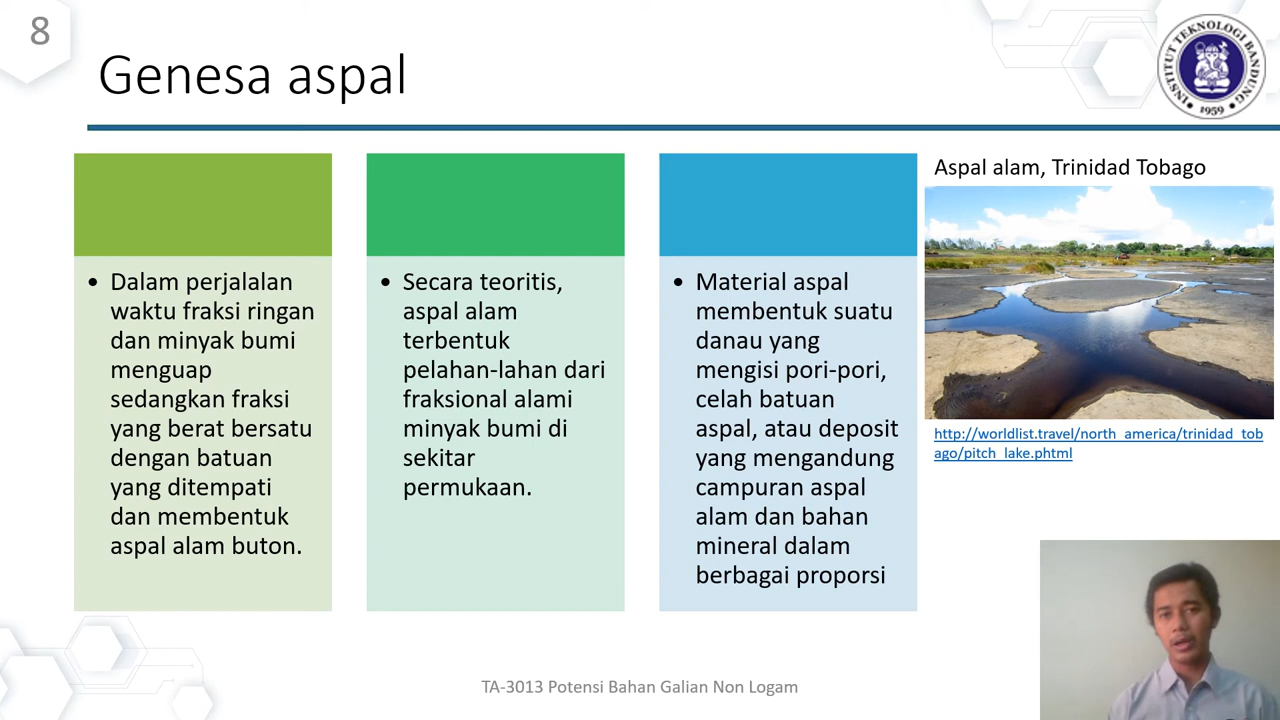 8
Genesa aspal
INSTITUT TEKNOLOGI BANDUNG
1959
• Dalam perjalalan
waktu fraksi ringan
dan minyak bumi
menguap
sedangkan fraksi
yang berat bersatu
dengan batuan
yang ditempati
dan membentuk
aspal alam buton.
• Secara teoritis,
aspal alam
terbentuk
pelahan-lahan dari
fraksional alami
minyak bumi di
sekitar
permukaan.
• Material aspal
membentuk suatu
danau yang
mengisi pori-pori,
celah batuan
aspal, atau deposit
yang mengandung
campuran aspal
alam dan bahan
mineral dalam
berbagai proporsi
Aspal alam, Trinidad Tobago
http://worldlist.travel/north_america/trinidad_tob
ago/pitch_lake.phtml
TA-3013 Potensi Bahan Galian Non Logam